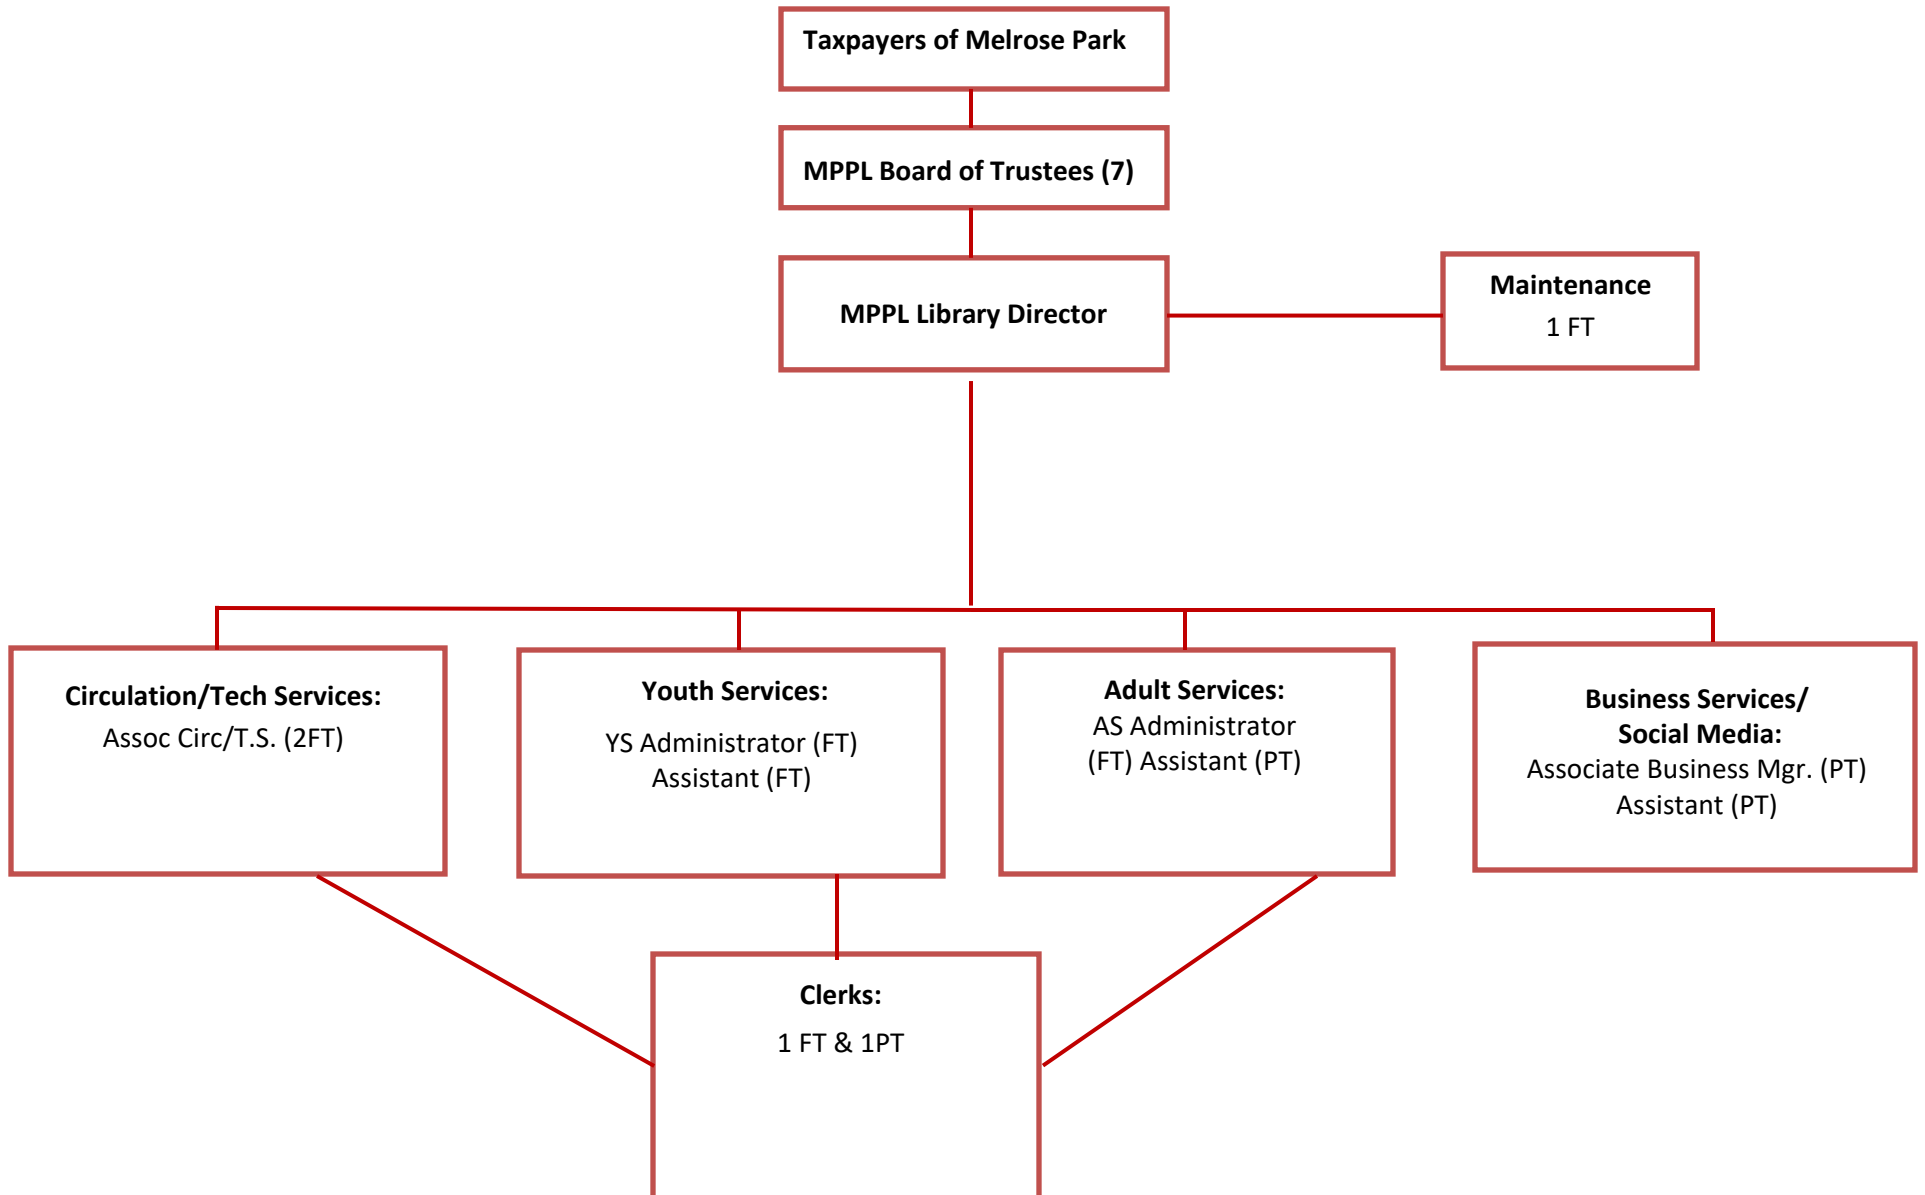 Taxpayers of Melrose Park
MPPL Board of Trustees (7)
MPPL Library Director
Maintenance
1 FT
Circulation/Tech Services:
Assoc Circ/T.S. (2FT)
Youth Services:
YS Administrator (FT)
Assistant (FT)
Adult Services:
AS Administrator
(FT) Assistant (PT)
Business Services/
Social Media:
Associate Business Mgr. (PT)
Assistant (PT)
Clerks:
1 FT & 1PT